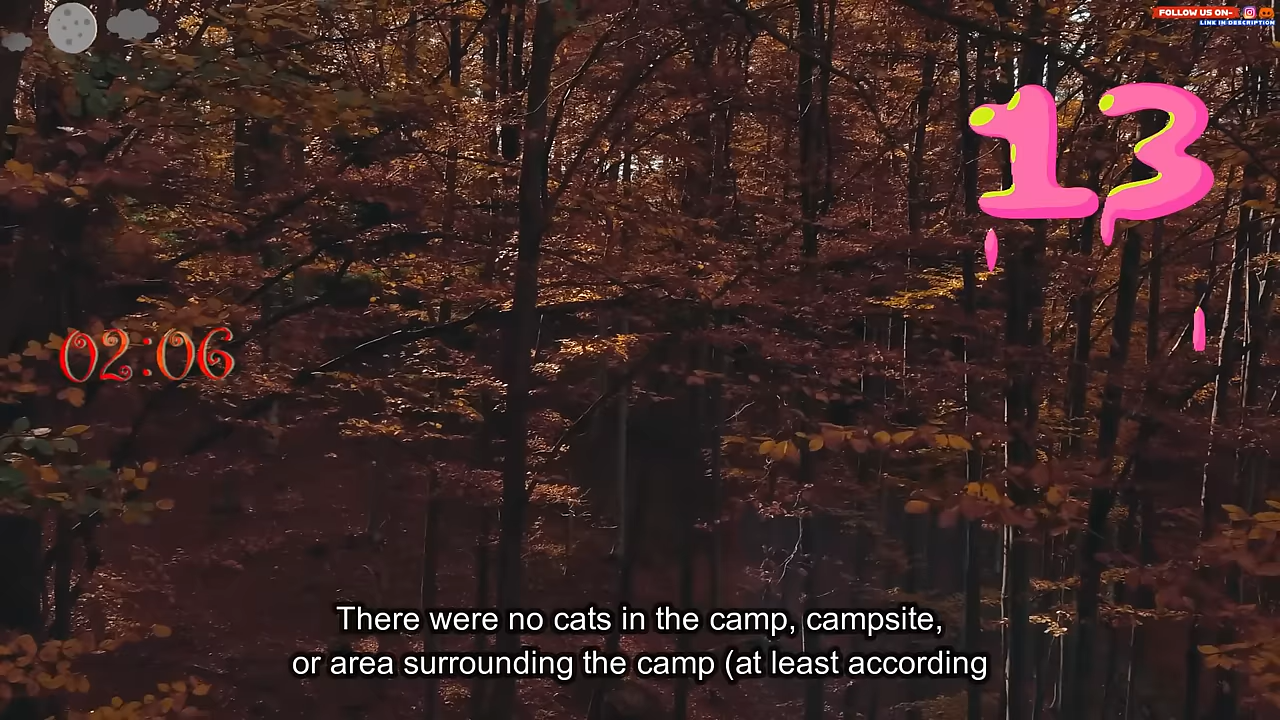 FOLLOW US ON-
LINK IN DESCRIPTION
13
02:06
There were no cats in the camp, campsite,
or area surrounding the camp (at least according